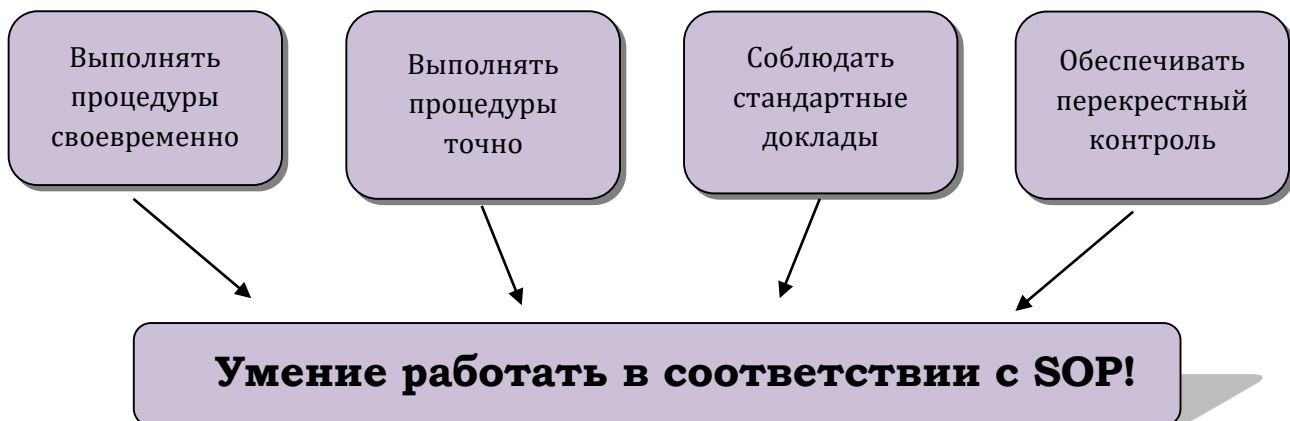 Выполнять
процедуры
своевременно
Выполнять
процедуры
точно
Соблюдать
стандартные
доклады
Обеспечивать
перекрестный
контроль
Умение работать в соответствии с SOP!